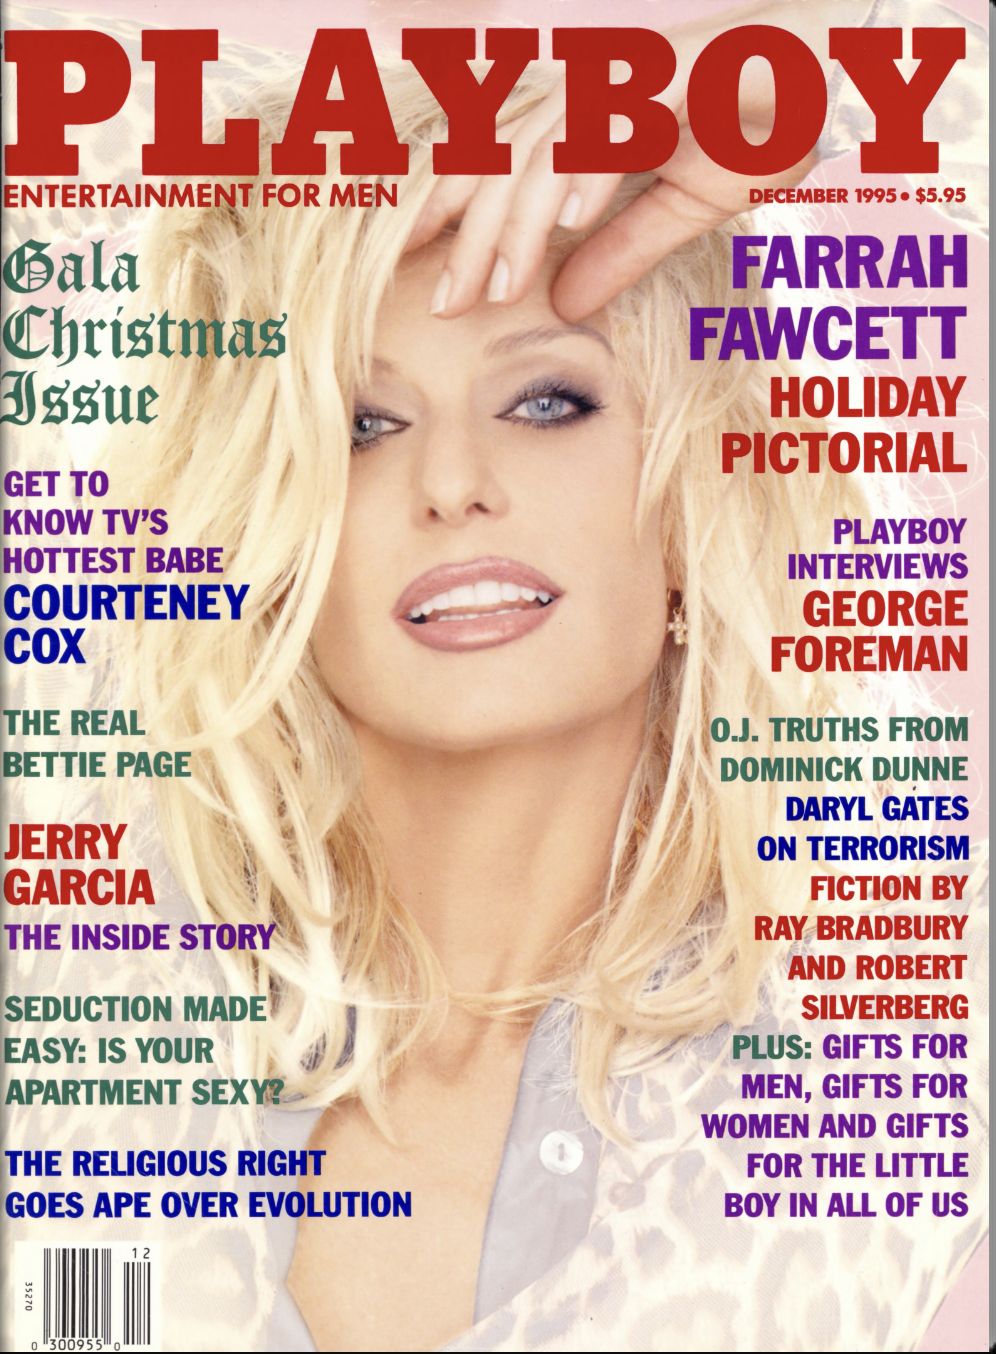 PLAYBOY
ENTERTAINMENT FOR MEN
DECEMBER 1995 • $5.95
Gala
Christmas
Issue
GET TO
KNOW TV'S
HOTTEST BABE
COURTENEY
COX
THE REAL
BETTIE PAGE
JERRY
GARCIA
THE INSIDE STORY
SEDUCTION MADE
EASY: IS YOUR
APARTMENT SEXY?
THE RELIGIOUS RIGHT
GOES APE OVER EVOLUTION
FARRAH
FAWCETT
HOLIDAY
PICTORIAL
PLAYBOY
INTERVIEWS
GEORGE
FOREMAN
O.J. TRUTHS FROM
DOMINICK DUNNE
DARYL GATES
ON TERRORISM
FICTION BY
RAY BRADBURY
AND ROBERT
SILVERBERG
PLUS: GIFTS FOR
MEN, GIFTS FOR
WOMEN AND GIFTS
FOR THE LITTLE
BOY IN ALL OF US
12
35270
0 300955 0